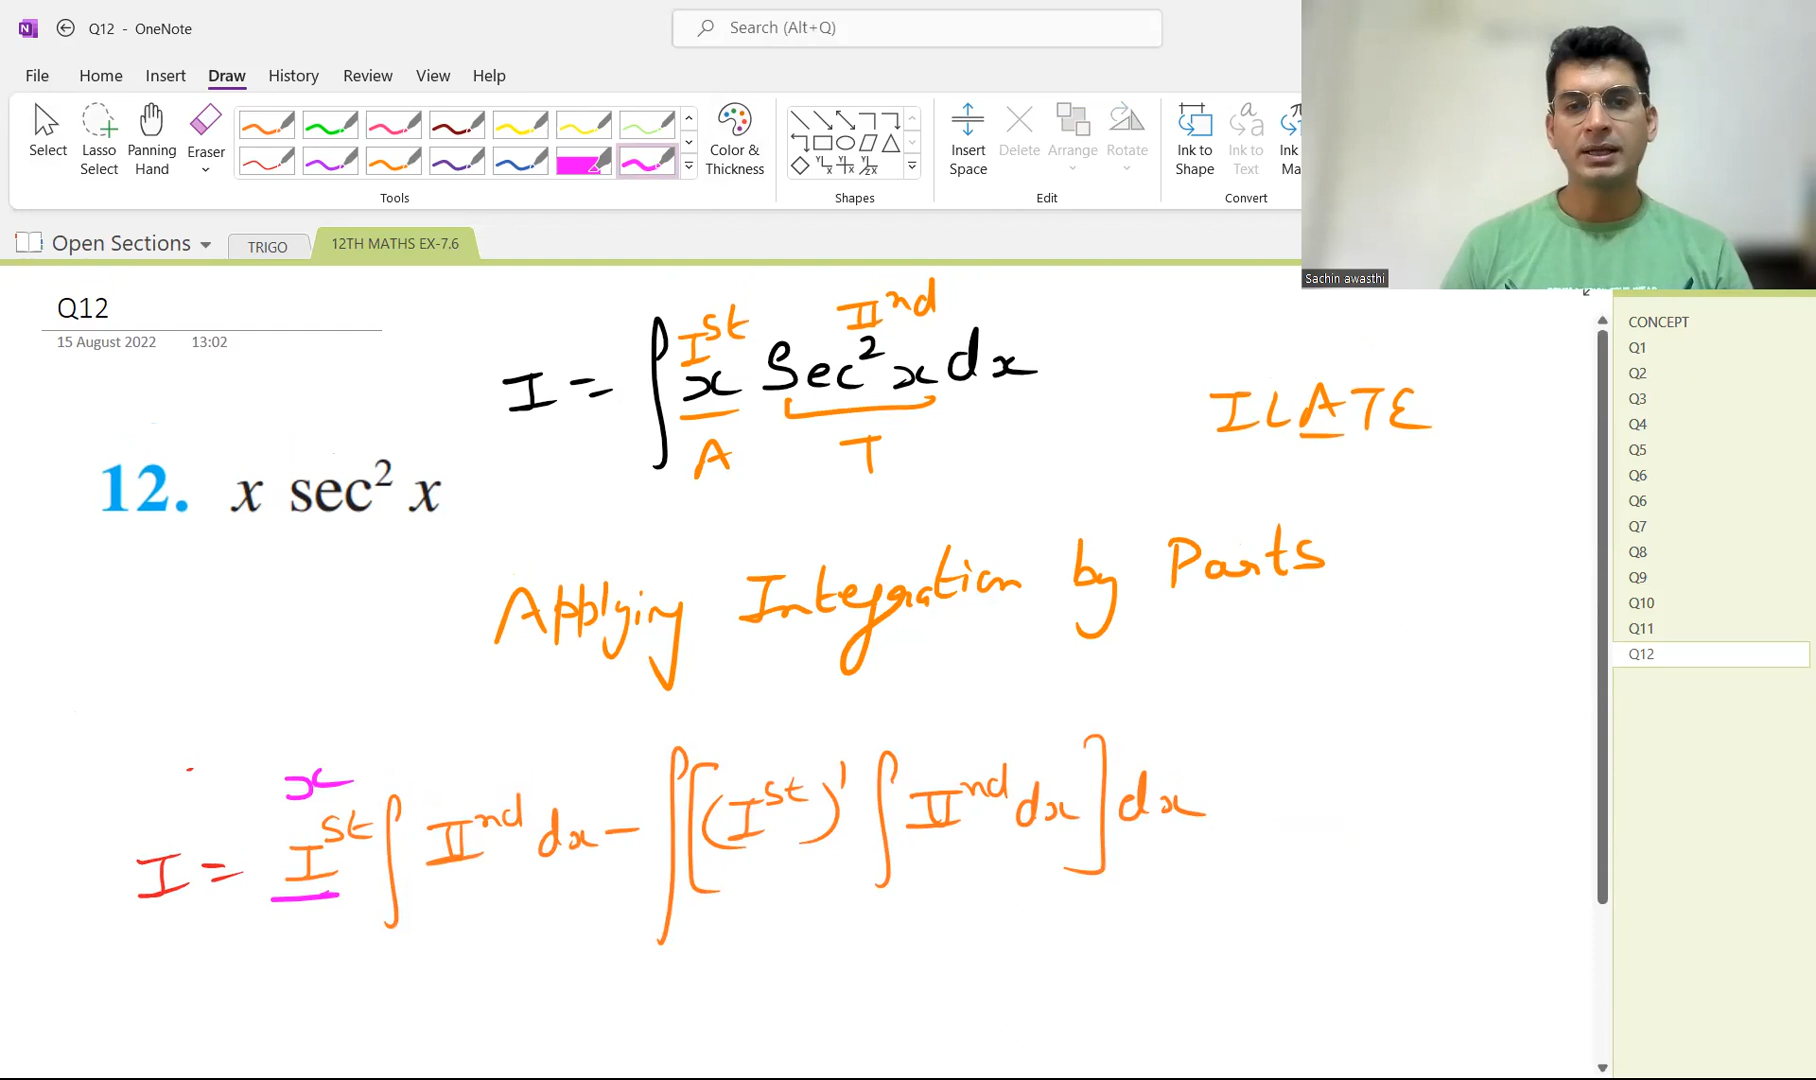 Q12 - OneNote
Search (Alt+Q)
File Home Insert Draw History Review View Help
Select
Lasso Select
Panning Hand
Eraser
Color & Thickness
Insert Space
Delete
Arrange
Rotate
Ink to Shape
Ink to Text
Ink Ma
Tools
Shapes
Edit
Convert
Open Sections
TRIGO
12TH MATHS EX-7.6
Sachin awasthi
Q12
15 August 2022 13:02
Ist IInd
I = ∫ x Sec² x dx
A T
ILATE
12. x sec² x
Applying Integration by Parts
x
I = Ist ∫ IInd dx − ∫ [(Ist)' ∫ IInd dx] dx
CONCEPT
Q1
Q2
Q3
Q4
Q5
Q6
Q6
Q7
Q8
Q9
Q10
Q11
Q12